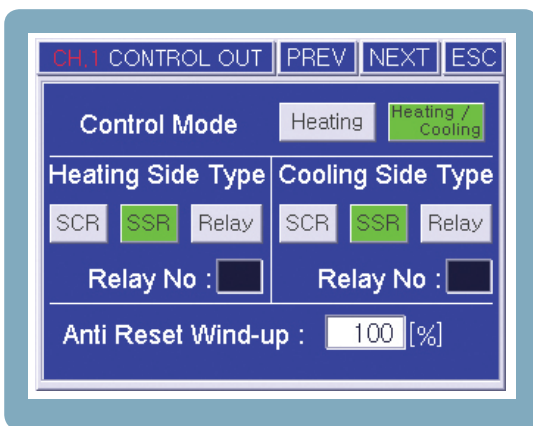 CH.1 CONTROL OUT PREV NEXT ESC
Control Mode Heating Heating / Cooling
Heating Side Type Cooling Side Type
SCR SSR Relay SCR SSR Relay
Relay No : Relay No :
Anti Reset Wind-up : 100 [%]